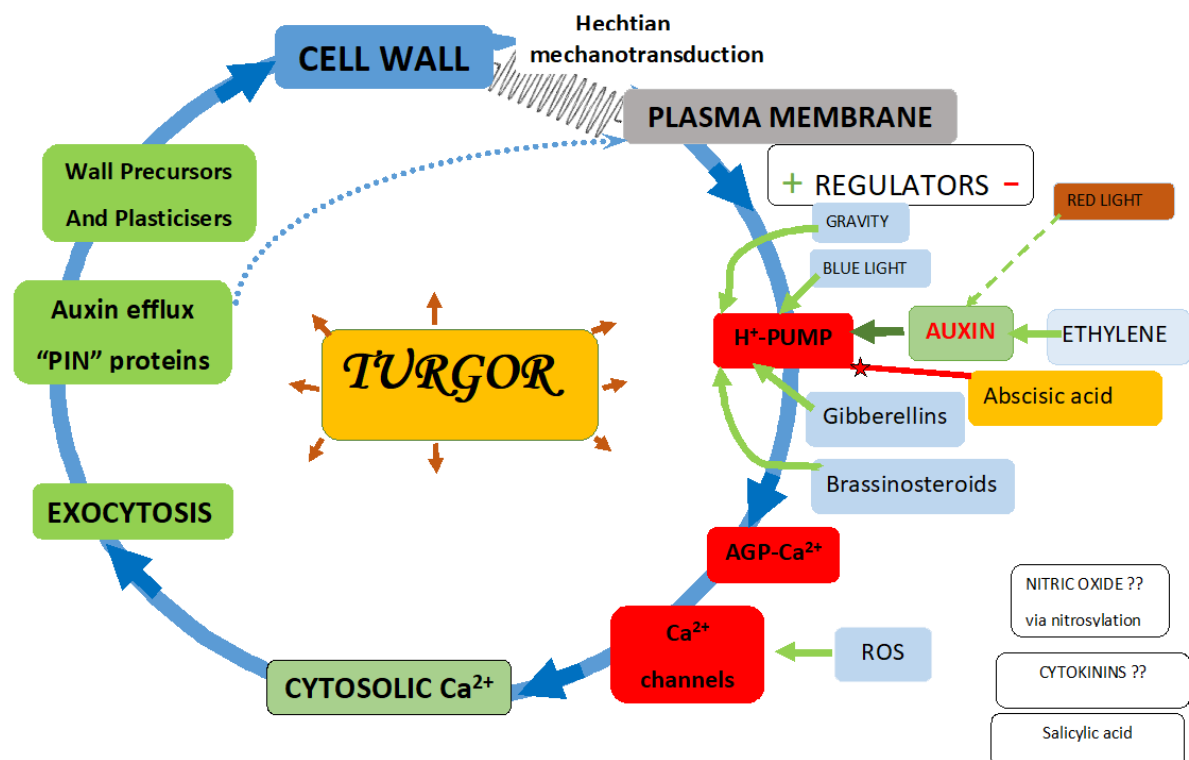 Hechtian
mechanotransduction
CELL WALL
PLASMA MEMBRANE
+ REGULATORS −
RED LIGHT
GRAVITY
BLUE LIGHT
Wall Precursors
And Plasticisers
Auxin efflux
“PIN” proteins
TURGOR
H⁺-PUMP
AUXIN
ETHYLENE
Abscisic acid
Gibberellins
Brassinosteroids
EXOCYTOSIS
AGP-Ca²⁺
Ca²⁺
channels
ROS
CYTOSOLIC Ca²⁺
NITRIC OXIDE ??
via nitrosylation
CYTOKININS ??
Salicylic acid